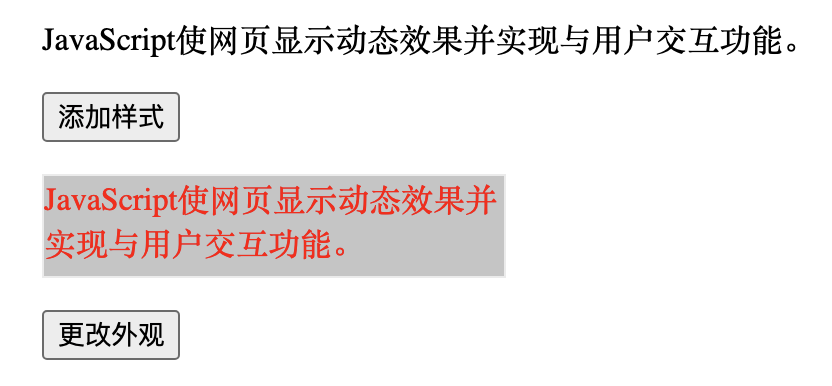 JavaScript使网页显示动态效果并实现与用户交互功能。
添加样式
JavaScript使网页显示动态效果并
实现与用户交互功能。
更改外观